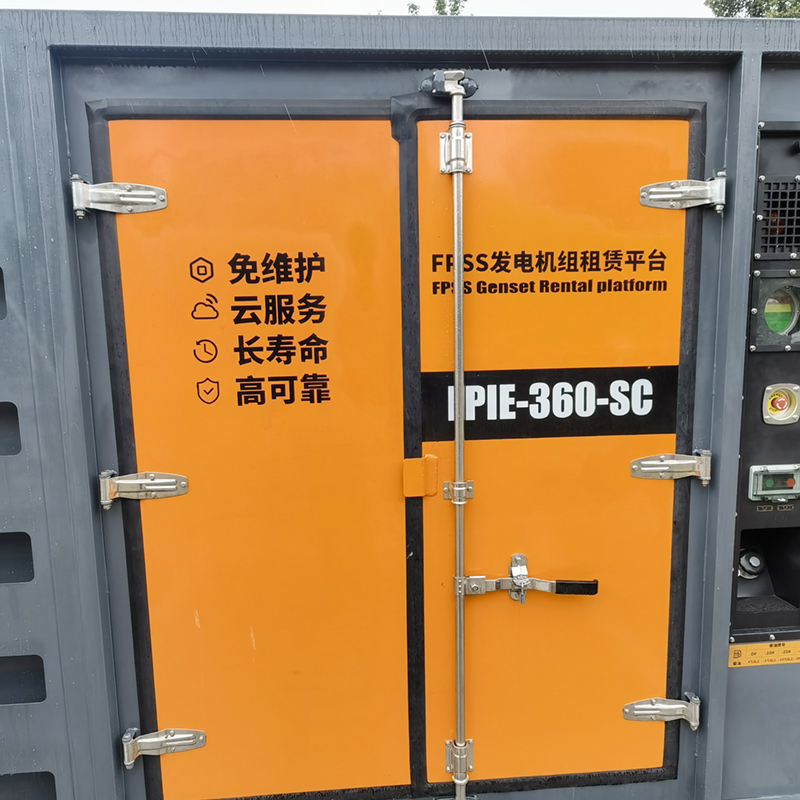 免维护
云服务
长寿命
高可靠
FPSS发电机组租赁平台
FPSS Genset Rental platform
PIE-360-SC